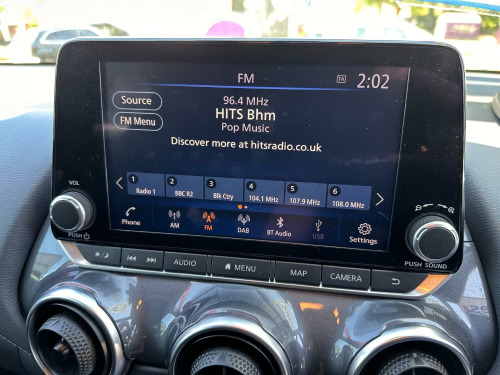 FM
TA
2:02
Source
FM Menu
96.4 MHz
HITS Bhm
Pop Music
Discover more at hitsradio.co.uk
1 2 3 4 5 6
Radio 1 BBC R2 Blk Ctry 104.1 MHz 107.9 MHz 108.0 MHz
Phone AM FM DAB BT Audio USB Settings
VOL
PUSH
PUSH SOUND
AUDIO MENU MAP CAMERA